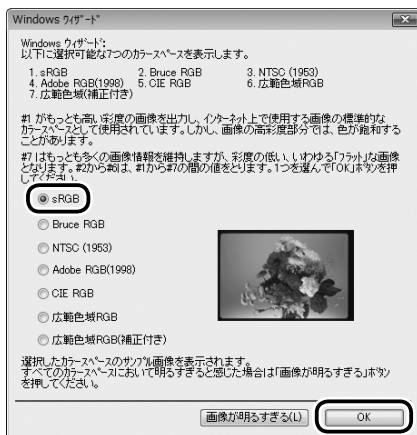 Windows ウィザード
Windows ウィザード:
以下に選択可能な7つのカラースペースを表示します。
1. sRGB 2. Bruce RGB 3. NTSC (1953)
4. Adobe RGB(1998) 5. CIE RGB 6. 広範色域RGB
7. 広範色域(補正付き)
#1 がもっとも高い彩度の画像を出力し、インターネット上で使用する画像の標準的な
カラースペースとして使用されています。しかし、画像の高彩度部分では、色が飽和する
ことがあります。
#7 はもっとも多くの画像情報を維持しますが、彩度の低い、いわゆる「フラット」な画像
となります。#2から#6は、#1から#7の間の値をとります。1つを選んで「OK」ボタンを押
してください。
sRGB
Bruce RGB
NTSC (1953)
Adobe RGB(1998)
CIE RGB
広範色域RGB
広範色域RGB(補正付き)
選択したカラースペースのサンプル画像を表示されます。
すべてのカラースペースにおいて明るすぎると感じた場合は「画像が明るすぎる」ボタン
を押してください。
画像が明るすぎる(L) OK